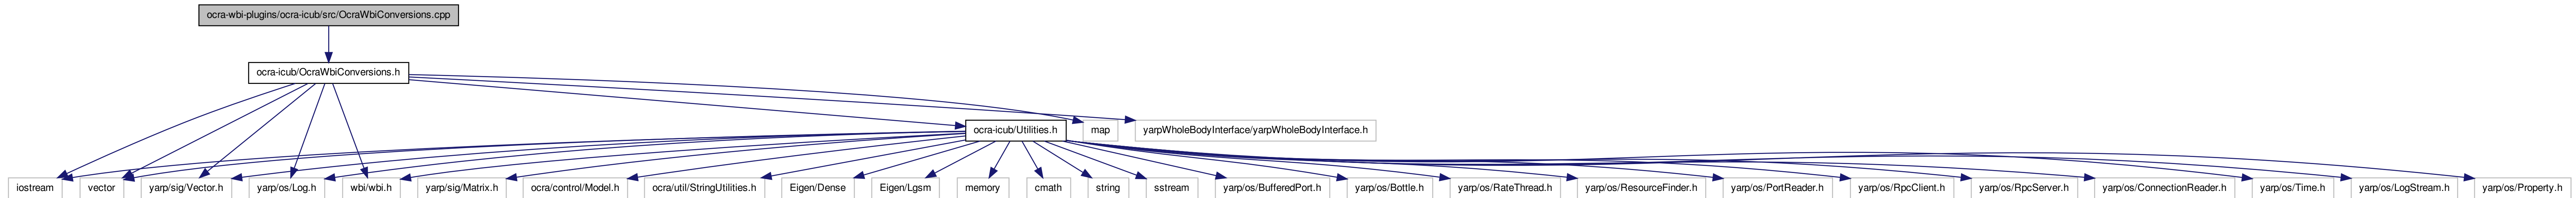 ocra-wbi-plugins/ocra-icub/src/OcraWbiConversions.cpp
ocra-icub/OcraWbiConversions.h
ocra-icub/Utilities.h
map
yarpWholeBodyInterface/yarpWholeBodyInterface.h
iostream
vector
yarp/sig/Vector.h
yarp/os/Log.h
wbi/wbi.h
yarp/sig/Matrix.h
ocra/control/Model.h
ocra/util/StringUtilities.h
Eigen/Dense
Eigen/Lgsm
memory
cmath
string
sstream
yarp/os/BufferedPort.h
yarp/os/Bottle.h
yarp/os/RateThread.h
yarp/os/ResourceFinder.h
yarp/os/PortReader.h
yarp/os/RpcClient.h
yarp/os/RpcServer.h
yarp/os/ConnectionReader.h
yarp/os/Time.h
yarp/os/LogStream.h
yarp/os/Property.h